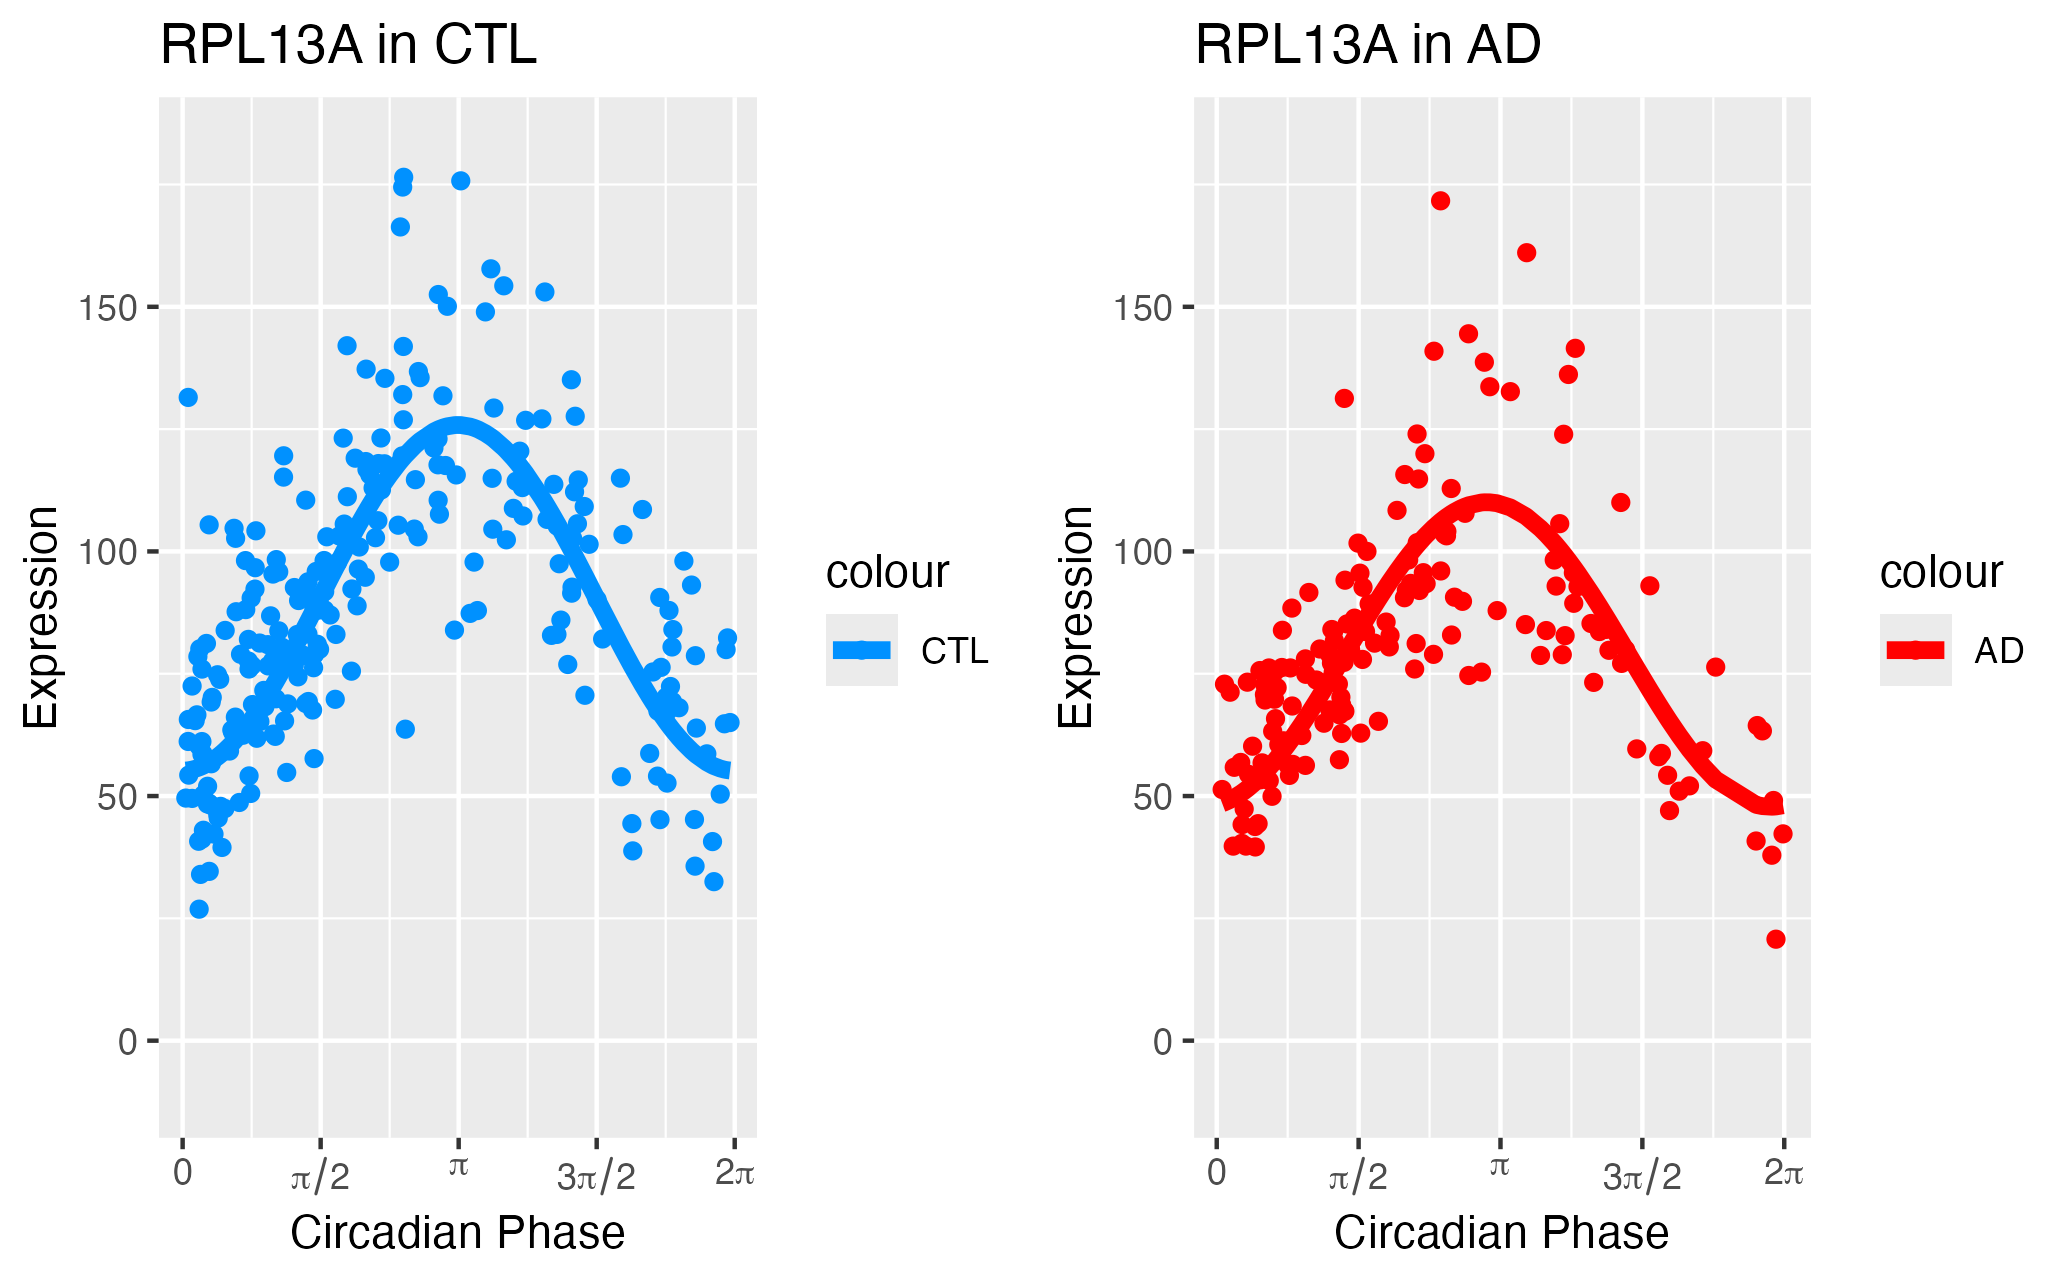 RPL13A in CTL
Expression
150
100
50
0
0 π/2 π 3π/2 2π
Circadian Phase
colour
CTL
RPL13A in AD
Expression
150
100
50
0
0 π/2 π 3π/2 2π
Circadian Phase
colour
AD